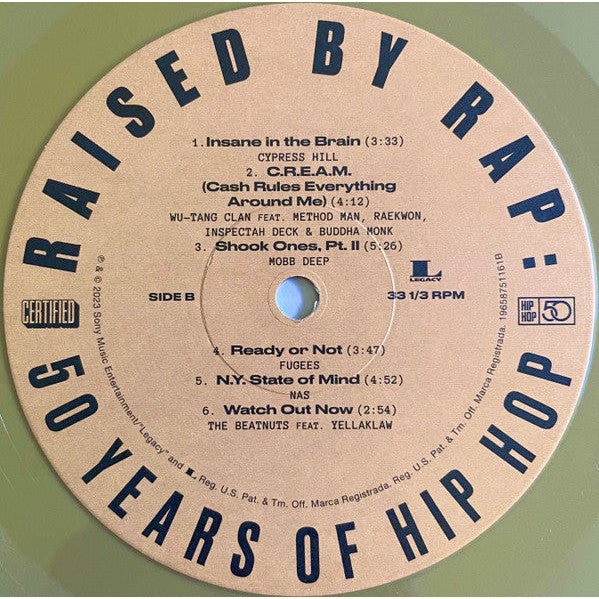 RAISED BY RAP:
50 YEARS OF HIP HOP
1. Insane in the Brain (3:33)
CYPRESS HILL
2. C.R.E.A.M.
(Cash Rules Everything
Around Me) (4:12)
WU-TANG CLAN FEAT. METHOD MAN, RAEKWON,
INSPECTAH DECK & BUDDHA MONK
3. Shook Ones, Pt. II (5:26)
MOBB DEEP
SIDE B
L
LEGACY
33 1/3 RPM
CERTIFIED
HIP HOP 50
4. Ready or Not (3:47)
FUGEES
5. N.Y. State of Mind (4:52)
NAS
6. Watch Out Now (2:54)
THE BEATNUTS FEAT. YELLAKLAW
℗ & © 2023 Sony Music Entertainment/"Legacy" and L Reg. U.S. Pat. & Tm. Off. Marca Registrada. Reg. U.S. Pat. & Tm. Off. Marca Registrada. 19658751161B